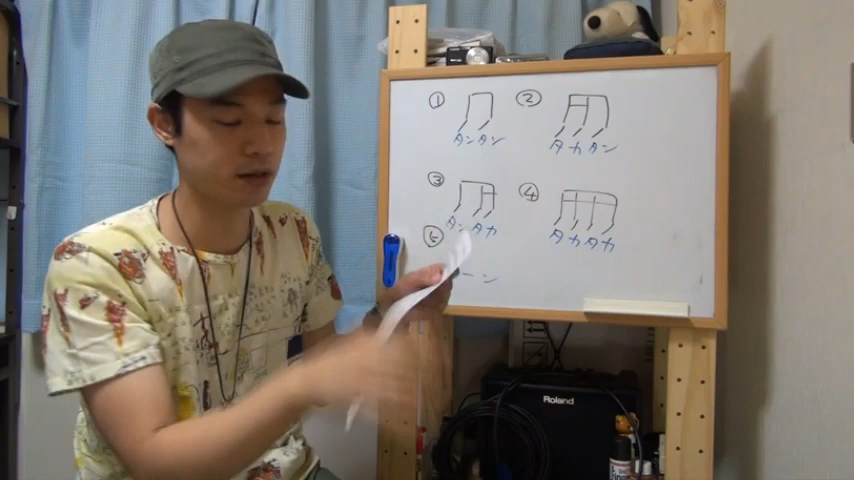 ① ②
タンタン タカタン
③ ④
タンタカ タカタカ
⑤
ーン
Roland